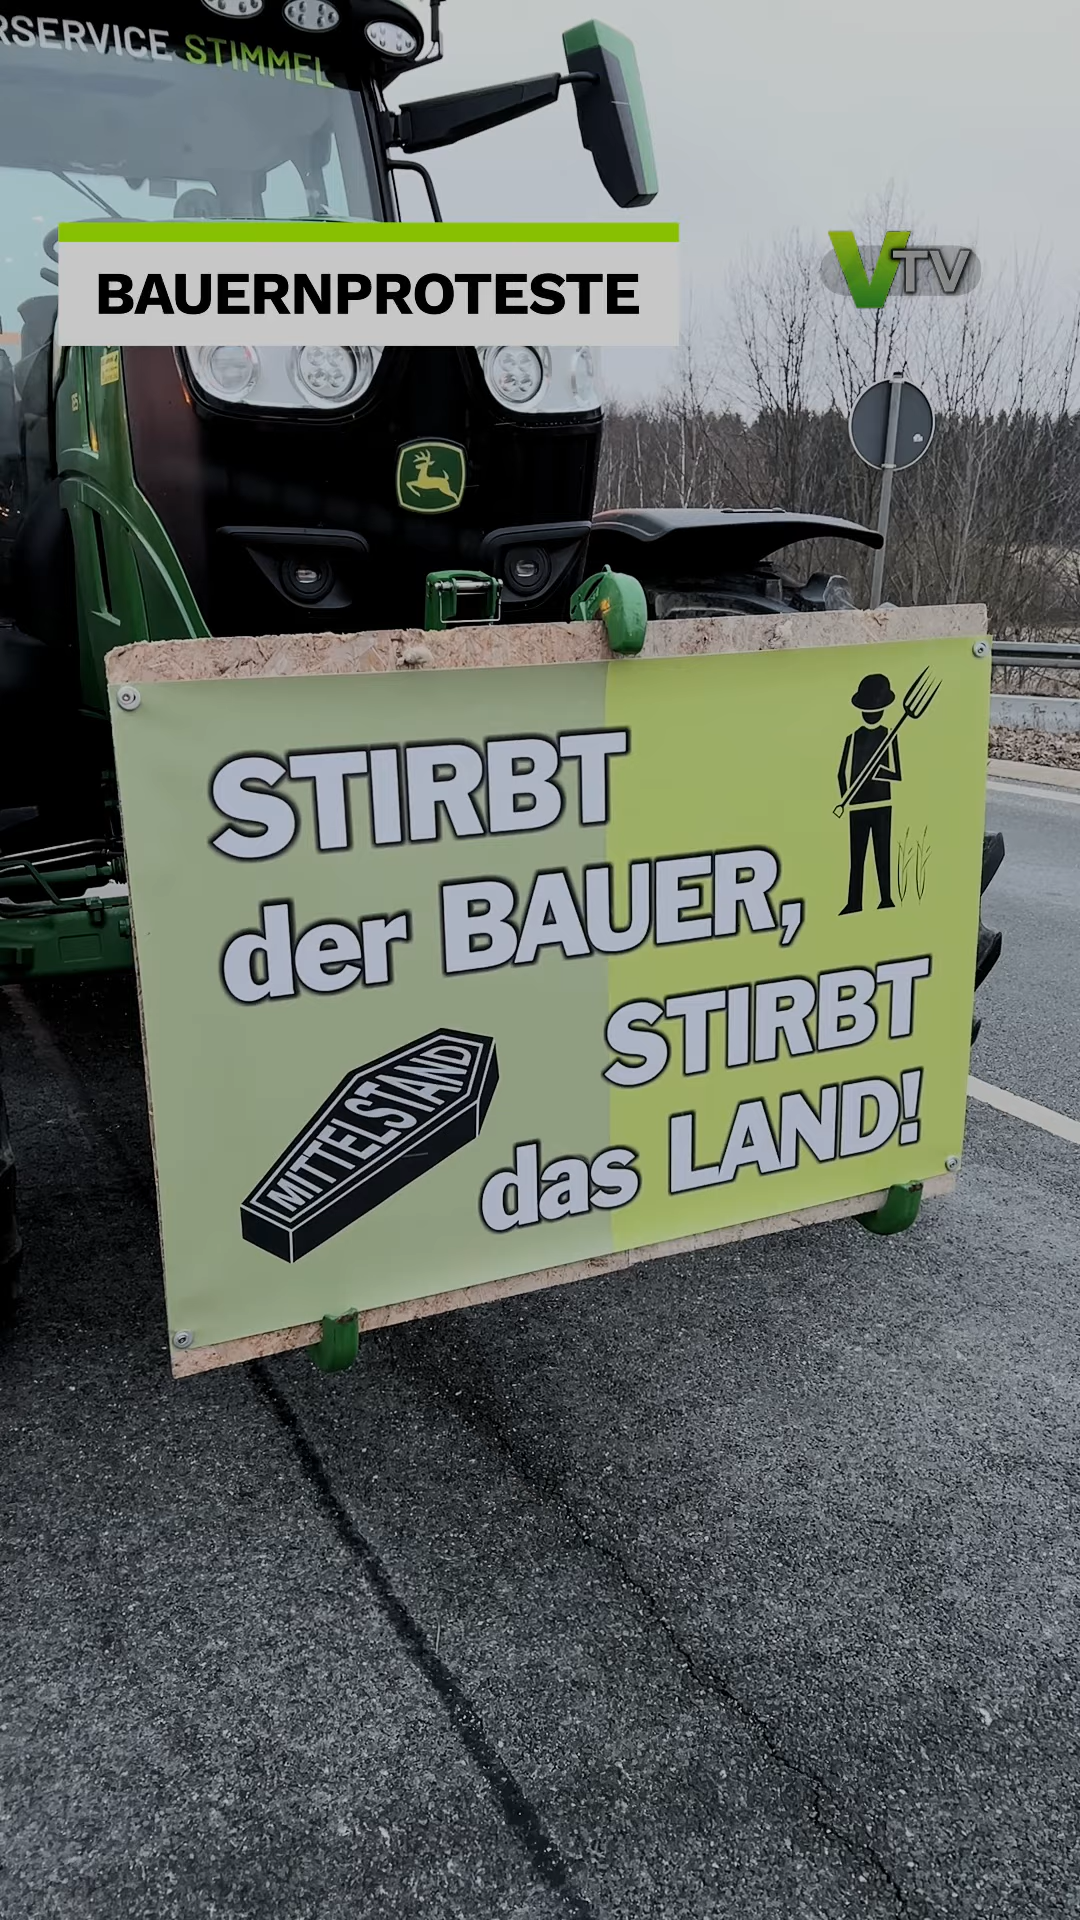 RSERVICE STIMMEL
BAUERNPROTESTE
VTV
STIRBT
der BAUER,
STIRBT
das LAND!
MITTELSTAND